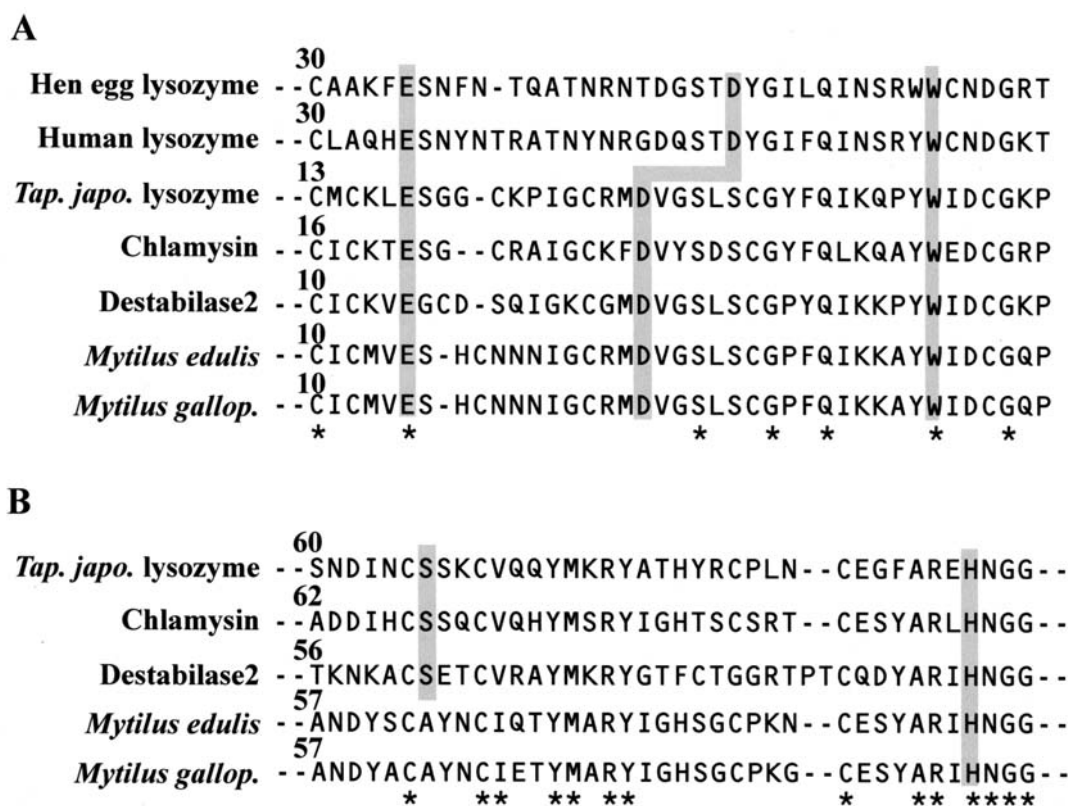 A
30
Hen egg lysozyme --CAAKFESNFN-TQATNRNTDGSTDYGILQINSRWWCNDGRT
30
Human lysozyme --CLAQHESNYNTRATNYNRGDQSTDYGIFQINSRYWCNDGKT
13
Tap. japo. lysozyme --CMCKLESGG-CKPIGCRMDVGSLSCGYFQIKQPYWIDCGKP
16
Chlamysin --CICKTESG--CRAIGCKFDVYSDSCGYFQLKQAYWEDCGRP
10
Destabilase2 --CICKVEGCD-SQIGKCGMDVGSLSCGPYQIKKPYWIDCGKP
10
Mytilus edulis --CICMVES-HCNNNIGCRMDVGSLSCGPFQIKKAYWIDCGQP
10
Mytilus gallop. --CICMVES-HCNNNIGCRMDVGSLSCGPFQIKKAYWIDCGQP
* * * * * * *
B
60
Tap. japo. lysozyme --SNDINCSSKCVQQYMKRYATHYRCPLN--CEGFAREHNGG--
62
Chlamysin --ADDIHCSSQCVQHYMSRYIGHTSCSRT--CESYARLHNGG--
56
Destabilase2 --TKNKACSETCVRAYMKRYGTFCTGGRTPTCQDYARIHNGG--
57
Mytilus edulis --ANDYSCAYNCIQTYMARYIGHSGCPKN--CESYARIHNGG--
57
Mytilus gallop. --ANDYACAYNCIETYMARYIGHSGCPKG--CESYARIHNGG--
* ** ** ** * ** ****